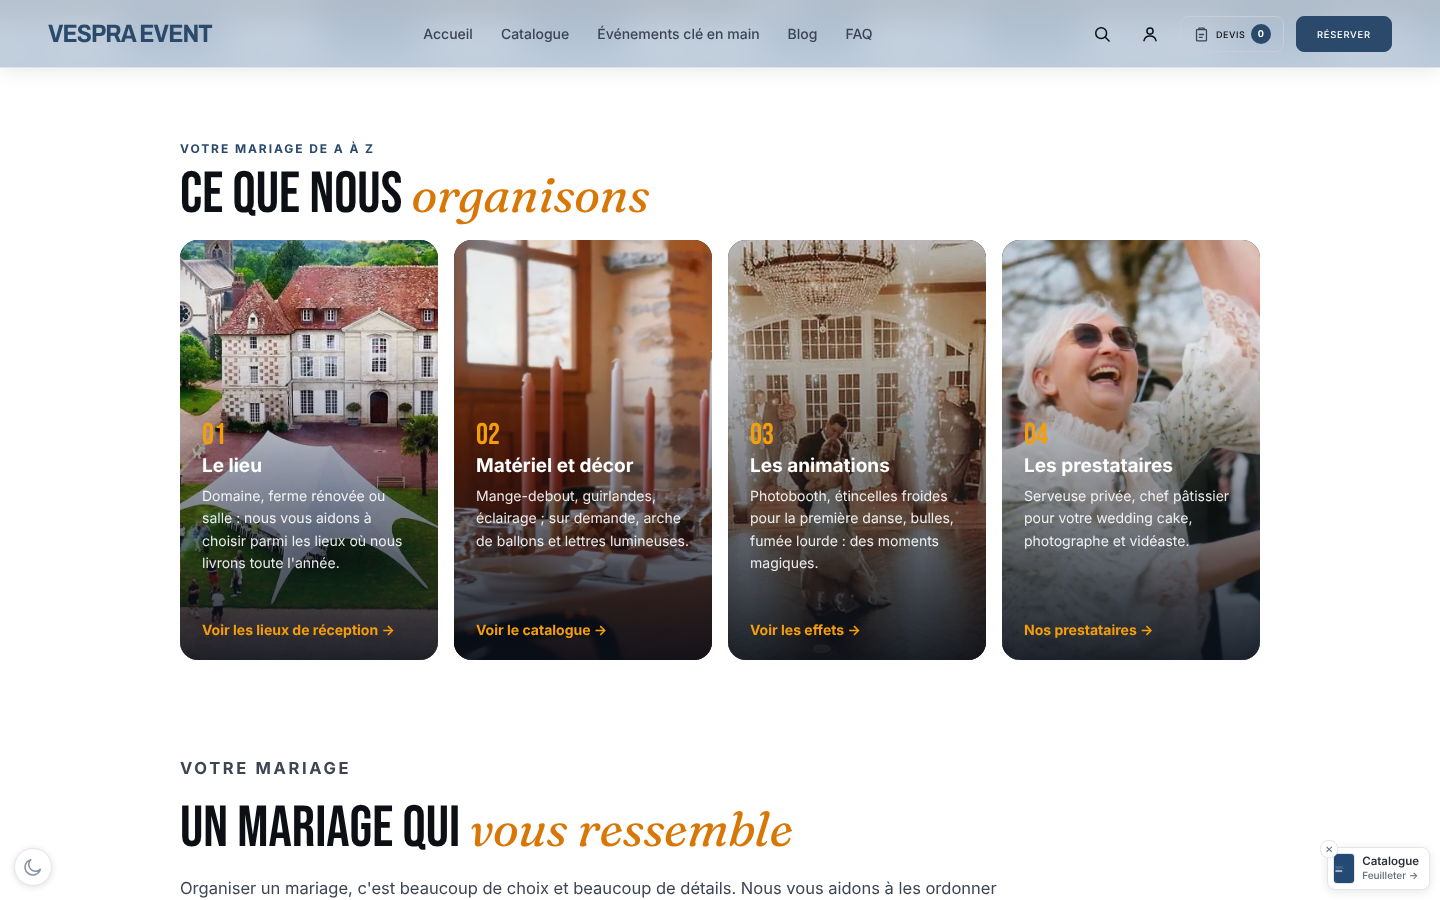 VESPRA EVENT
Accueil
Catalogue
Événements clé en main
Blog
FAQ
DEVIS 0
RÉSERVER
VOTRE MARIAGE DE A À Z
CE QUE NOUS organisons
01
Le lieu
Domaine, ferme rénovée ou
salle : nous vous aidons à
choisir parmi les lieux où nous
livrons toute l'année.
Voir les lieux de réception →
02
Matériel et décor
Mange-debout, guirlandes,
éclairage ; sur demande, arche
de ballons et lettres lumineuses.
Voir le catalogue →
03
Les animations
Photobooth, étincelles froides
pour la première danse, bulles,
fumée lourde : des moments
magiques.
Voir les effets →
04
Les prestataires
Serveuse privée, chef pâtissier
pour votre wedding cake,
photographe et vidéaste.
Nos prestataires →
VOTRE MARIAGE
UN MARIAGE QUI vous ressemble
Organiser un mariage, c'est beaucoup de choix et beaucoup de détails. Nous vous aidons à les ordonner
Catalogue
Feuilleter →